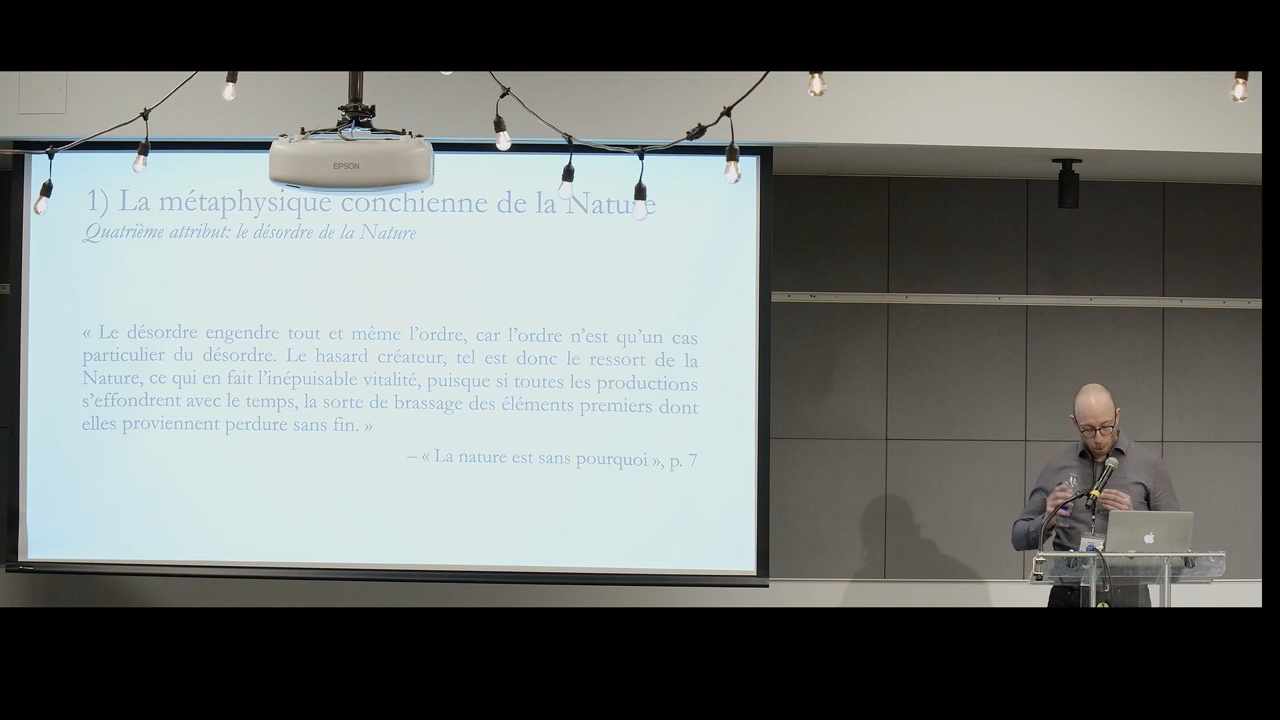 EPSON
1) La métaphysique conchienne de la Nature
Quatrième attribut: le désordre de la Nature
« Le désordre engendre tout et même l’ordre, car l’ordre n’est qu’un cas
particulier du désordre. Le hasard créateur, tel est donc le ressort de la
Nature, ce qui en fait l’inépuisable vitalité, puisque si toutes les productions
s’effondrent avec le temps, la sorte de brassage des éléments premiers dont
elles proviennent perdure sans fin. »
– « La nature est sans pourquoi », p. 7